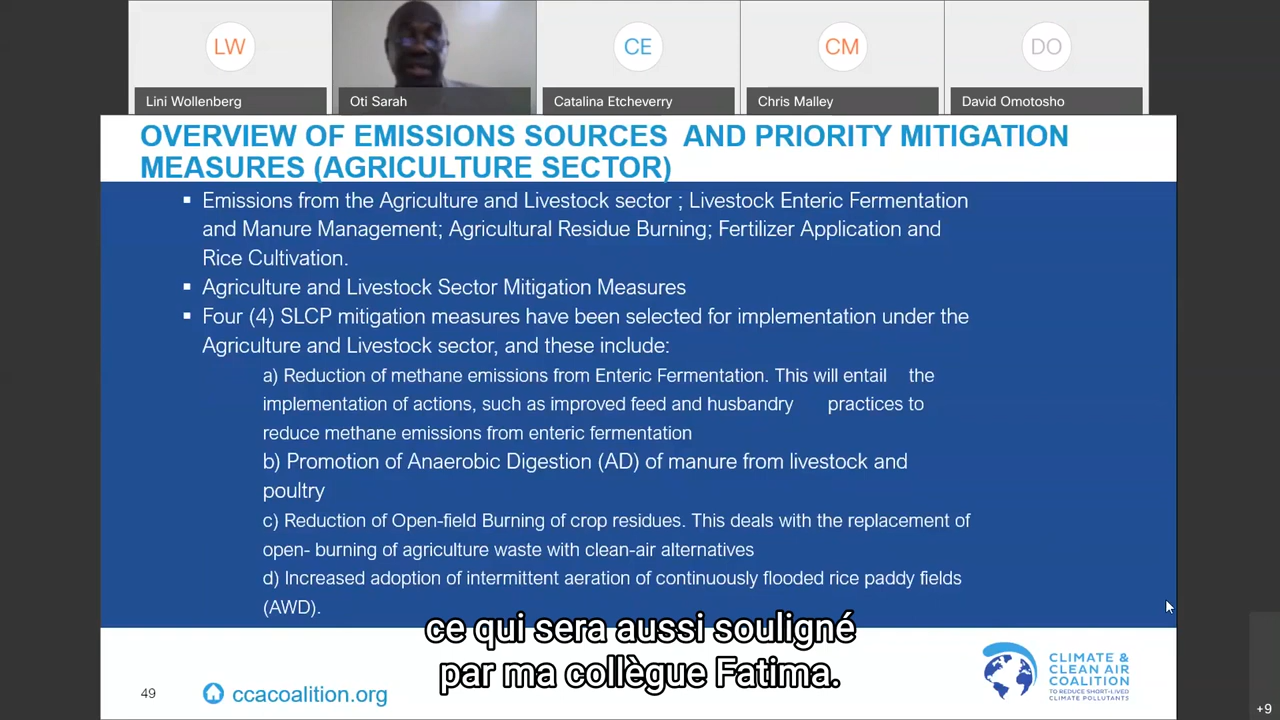 LW
CE
CM
DO
Lini Wollenberg
Oti Sarah
Catalina Etcheverry
Chris Malley
David Omotosho
OVERVIEW OF EMISSIONS SOURCES AND PRIORITY MITIGATION
MEASURES (AGRICULTURE SECTOR)
▪ Emissions from the Agriculture and Livestock sector ; Livestock Enteric Fermentation
and Manure Management; Agricultural Residue Burning; Fertilizer Application and
Rice Cultivation.
▪ Agriculture and Livestock Sector Mitigation Measures
▪ Four (4) SLCP mitigation measures have been selected for implementation under the
Agriculture and Livestock sector, and these include:
a) Reduction of methane emissions from Enteric Fermentation. This will entail the
implementation of actions, such as improved feed and husbandry practices to
reduce methane emissions from enteric fermentation
b) Promotion of Anaerobic Digestion (AD) of manure from livestock and
poultry
c) Reduction of Open-field Burning of crop residues. This deals with the replacement of
open- burning of agriculture waste with clean-air alternatives
d) Increased adoption of intermittent aeration of continuously flooded rice paddy fields
(AWD).
ce qui sera aussi souligné
par ma collègue Fatima.
49
ccacoalition.org
CLIMATE &
CLEAN AIR
COALITION
TO REDUCE SHORT-LIVED
CLIMATE POLLUTANTS
+9